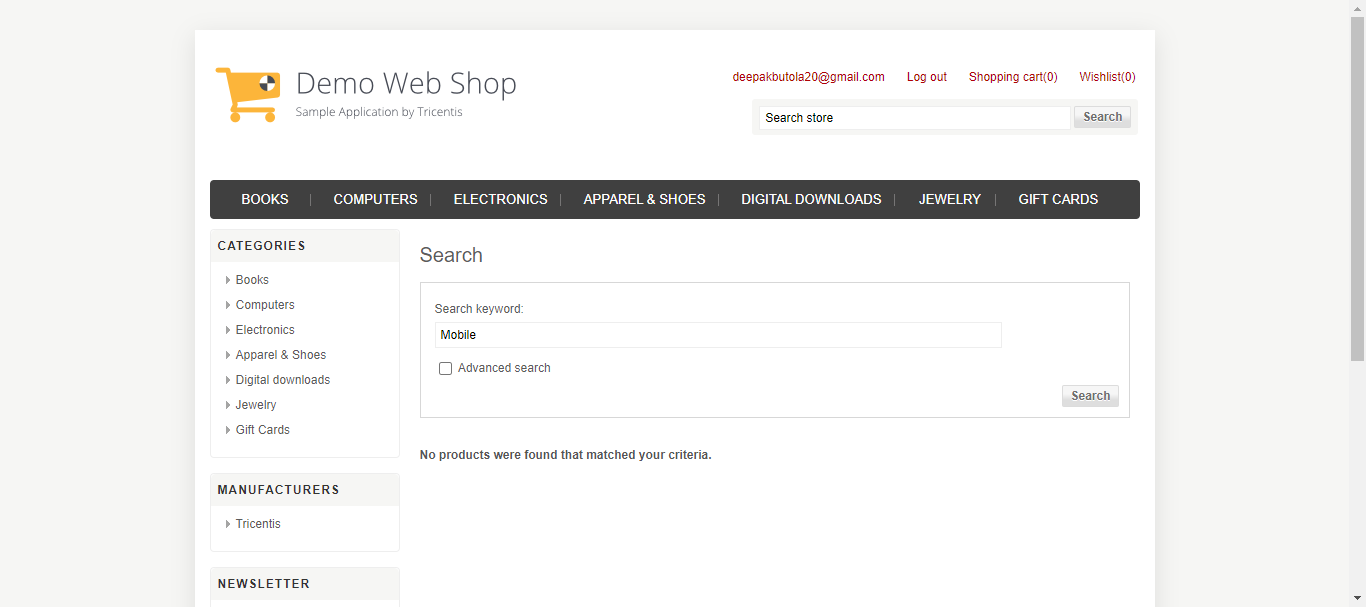 Demo Web Shop
Sample Application by Tricentis
deepakbutola20@gmail.com Log out Shopping cart(0) Wishlist(0)
Search store Search
BOOKS COMPUTERS ELECTRONICS APPAREL & SHOES DIGITAL DOWNLOADS JEWELRY GIFT CARDS
CATEGORIES
Books
Computers
Electronics
Apparel & Shoes
Digital downloads
Jewelry
Gift Cards
MANUFACTURERS
Tricentis
NEWSLETTER
Search
Search keyword:
Mobile
Advanced search
Search
No products were found that matched your criteria.